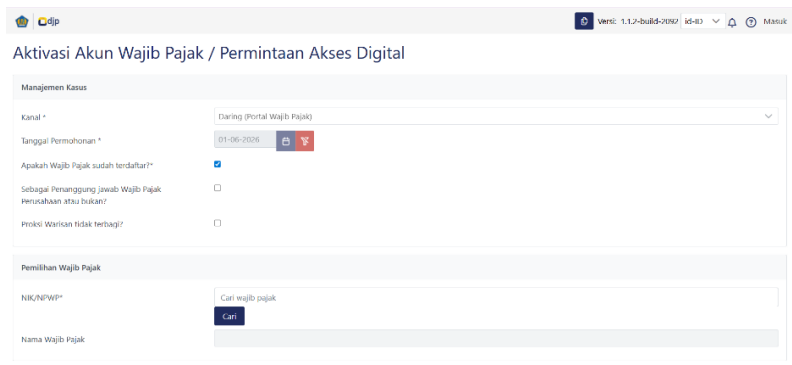 djp Versi: 1.1.2-build-2092 id-ID Masuk
Aktivasi Akun Wajib Pajak / Permintaan Akses Digital
Manajemen Kasus
Kanal * Daring (Portal Wajib Pajak)
Tanggal Permohonan * 01-06-2026
Apakah Wajib Pajak sudah terdaftar?*
Sebagai Penanggung Jawab Wajib Pajak
Perusahaan atau bukan?
Proksi Warisan tidak terbagi?
Pemilihan Wajib Pajak
NIK/NPWP* Cari wajib pajak
Cari
Nama Wajib Pajak